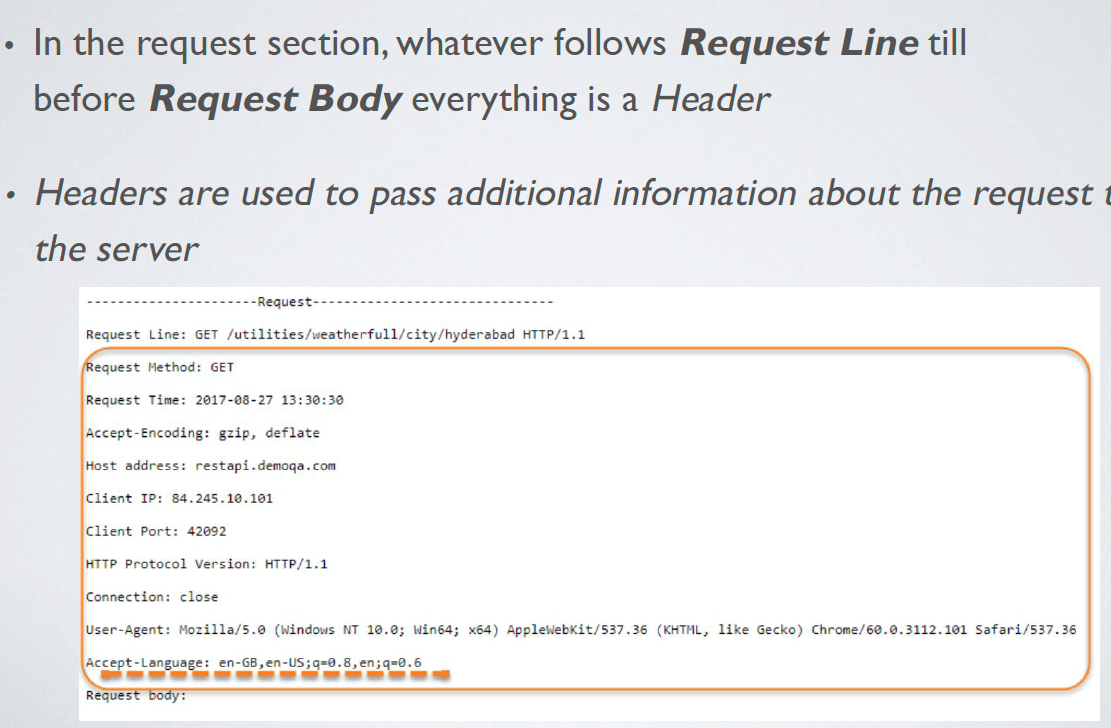 • In the request section, whatever follows Request Line till
before Request Body everything is a Header
• Headers are used to pass additional information about the request t
the server
----------------------Request-------------------------------
Request Line: GET /utilities/weatherfull/city/hyderabad HTTP/1.1
Request Method: GET
Request Time: 2017-08-27 13:30:30
Accept-Encoding: gzip, deflate
Host address: restapi.demoqa.com
Client IP: 84.245.10.101
Client Port: 42092
HTTP Protocol Version: HTTP/1.1
Connection: close
User-Agent: Mozilla/5.0 (Windows NT 10.0; Win64; x64) AppleWebKit/537.36 (KHTML, like Gecko) Chrome/60.0.3112.101 Safari/537.36
Accept-Language: en-GB,en-US;q=0.8,en;q=0.6
Request body: